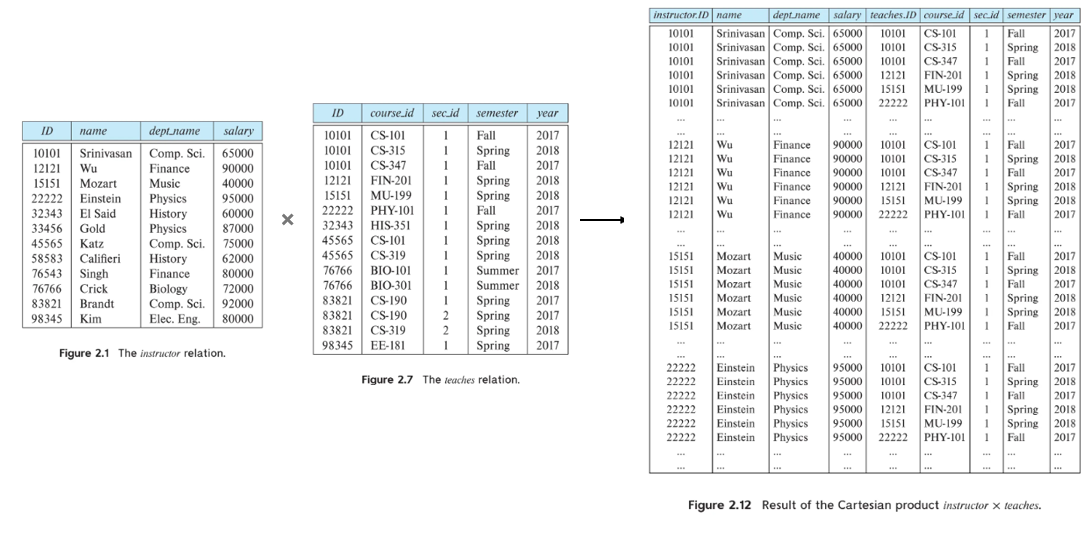 ID name dept_name salary
10101 Srinivasan Comp. Sci. 65000
12121 Wu Finance 90000
15151 Mozart Music 40000
22222 Einstein Physics 95000
32343 El Said History 60000
33456 Gold Physics 87000
45565 Katz Comp. Sci. 75000
58583 Califieri History 62000
76543 Singh Finance 80000
76766 Crick Biology 72000
83821 Brandt Comp. Sci. 92000
98345 Kim Elec. Eng. 80000
Figure 2.1 The instructor relation.
×
ID course_id sec_id semester year
10101 CS-101 1 Fall 2017
10101 CS-315 1 Spring 2018
10101 CS-347 1 Fall 2017
12121 FIN-201 1 Spring 2018
15151 MU-199 1 Spring 2018
22222 PHY-101 1 Fall 2017
32343 HIS-351 1 Spring 2018
45565 CS-101 1 Spring 2018
45565 CS-319 1 Spring 2018
76766 BIO-101 1 Summer 2017
76766 BIO-301 1 Summer 2018
83821 CS-190 1 Spring 2017
83821 CS-190 2 Spring 2017
83821 CS-319 2 Spring 2018
98345 EE-181 1 Spring 2017
Figure 2.7 The teaches relation.
instructor.ID name dept_name salary teaches.ID course_id sec_id semester year
10101 Srinivasan Comp. Sci. 65000 10101 CS-101 1 Fall 2017
10101 Srinivasan Comp. Sci. 65000 10101 CS-315 1 Spring 2018
10101 Srinivasan Comp. Sci. 65000 10101 CS-347 1 Fall 2017
10101 Srinivasan Comp. Sci. 65000 12121 FIN-201 1 Spring 2018
10101 Srinivasan Comp. Sci. 65000 15151 MU-199 1 Spring 2018
10101 Srinivasan Comp. Sci. 65000 22222 PHY-101 1 Fall 2017
... ... ... ... ... ... ... ... ...
... ... ... ... ... ... ... ... ...
12121 Wu Finance 90000 10101 CS-101 1 Fall 2017
12121 Wu Finance 90000 10101 CS-315 1 Spring 2018
12121 Wu Finance 90000 10101 CS-347 1 Fall 2017
12121 Wu Finance 90000 12121 FIN-201 1 Spring 2018
12121 Wu Finance 90000 15151 MU-199 1 Spring 2018
12121 Wu Finance 90000 22222 PHY-101 1 Fall 2017
... ... ... ... ... ... ... ... ...
... ... ... ... ... ... ... ... ...
15151 Mozart Music 40000 10101 CS-101 1 Fall 2017
15151 Mozart Music 40000 10101 CS-315 1 Spring 2018
15151 Mozart Music 40000 10101 CS-347 1 Fall 2017
15151 Mozart Music 40000 12121 FIN-201 1 Spring 2018
15151 Mozart Music 40000 15151 MU-199 1 Spring 2018
15151 Mozart Music 40000 22222 PHY-101 1 Fall 2017
... ... ... ... ... ... ... ... ...
... ... ... ... ... ... ... ... ...
22222 Einstein Physics 95000 10101 CS-101 1 Fall 2017
22222 Einstein Physics 95000 10101 CS-315 1 Spring 2018
22222 Einstein Physics 95000 10101 CS-347 1 Fall 2017
22222 Einstein Physics 95000 12121 FIN-201 1 Spring 2018
22222 Einstein Physics 95000 15151 MU-199 1 Spring 2018
22222 Einstein Physics 95000 22222 PHY-101 1 Fall 2017
... ... ... ... ... ... ... ... ...
... ... ... ... ... ... ... ... ...
Figure 2.12 Result of the Cartesian product instructor × teaches.